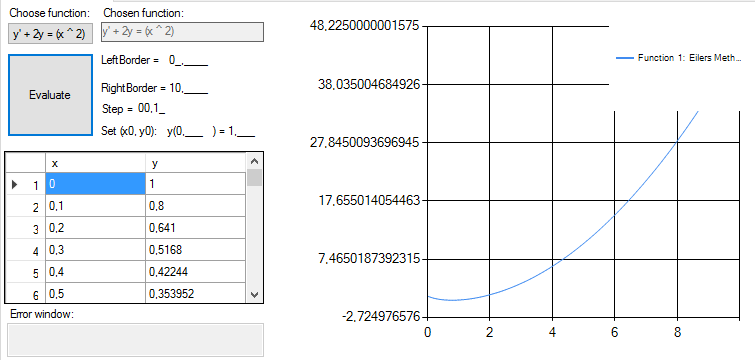 Choose function:
Chosen function:
y' + 2y = (x ^ 2)
y' + 2y = (x ^ 2)
Evaluate
LeftBorder = 0_,____
RightBorder = 10,____
Step = 00,1_
Set (x0, y0): y(0,___ ) = 1,___
x y
1 0 1
2 0,1 0,8
3 0,2 0,641
4 0,3 0,5168
5 0,4 0,42244
6 0,5 0,353952
Error window:
48,2250000001575
38,035004684926
27,8450093696945
17,655014054463
7,4650187392315
-2,724976576
0 2 4 6 8
Function 1: Eilers Meth...